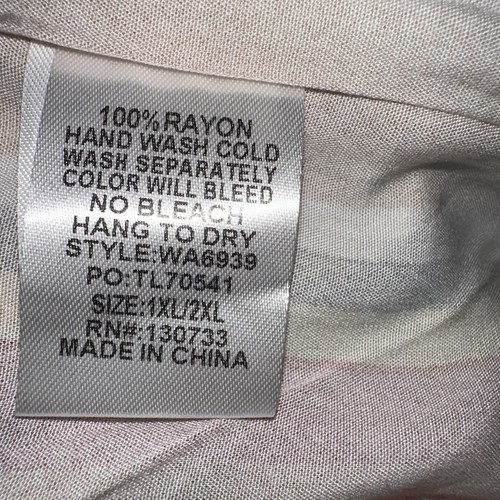 100% RAYON
HAND WASH COLD
WASH SEPARATELY
COLOR WILL BLEED
NO BLEACH
HANG TO DRY
STYLE:WA6939
PO:TL70541
SIZE:1XL/2XL
RN#:130733
MADE IN CHINA